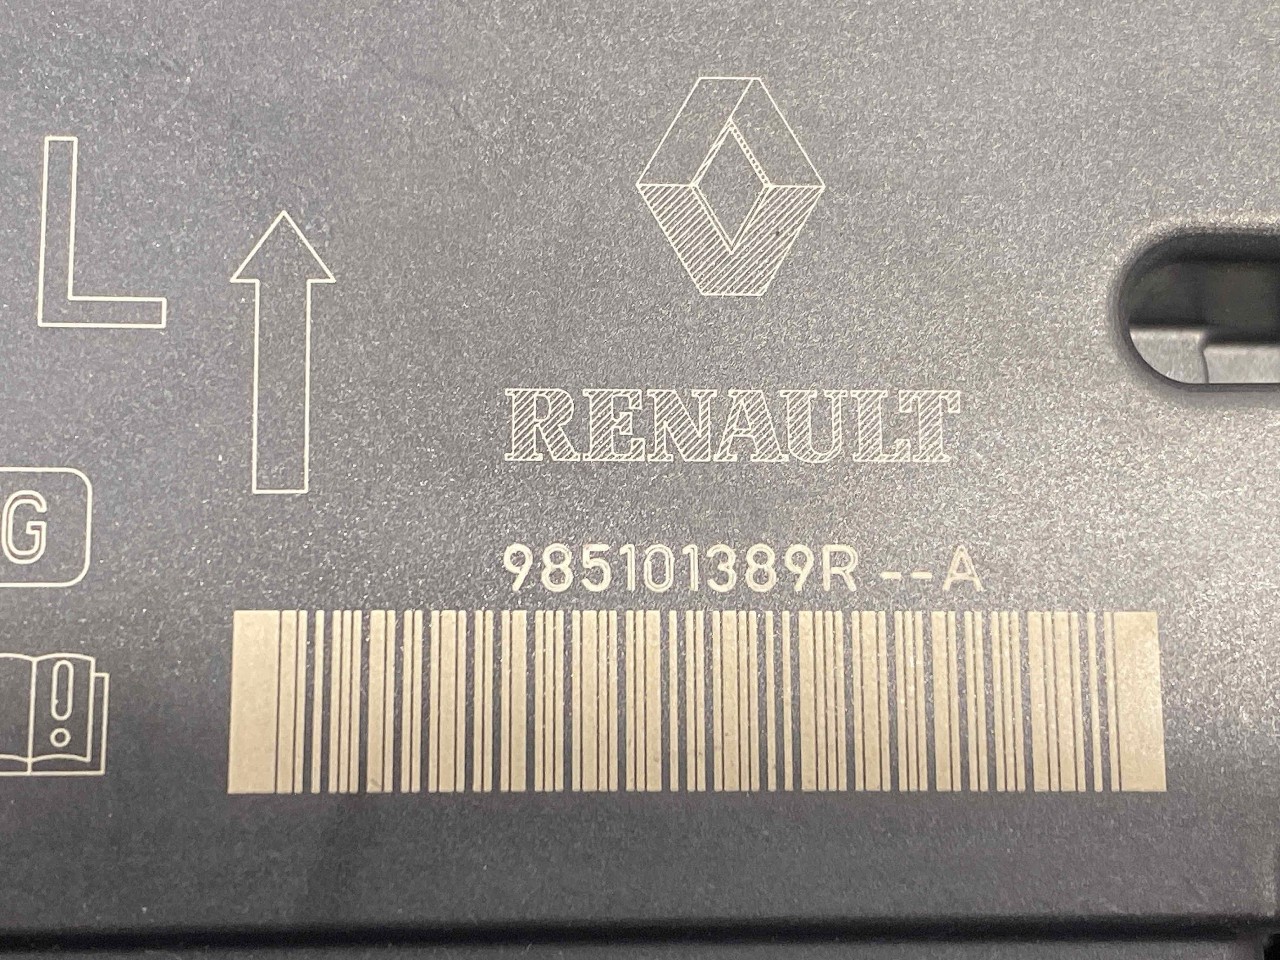 L
RENAULT
G
985101389R --A